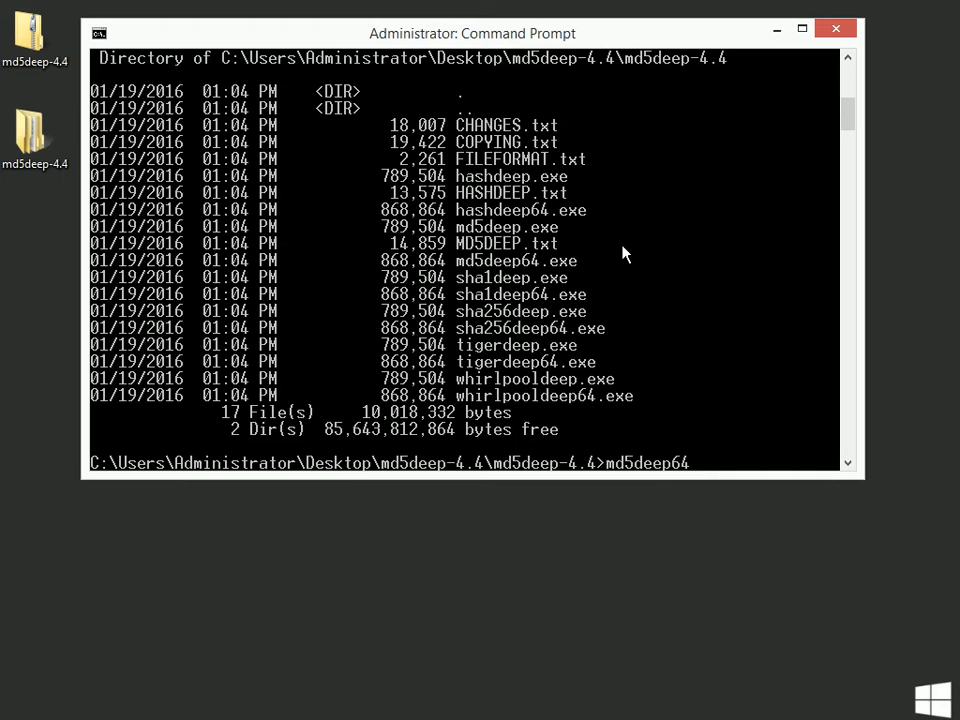 Administrator: Command Prompt
md5deep-4.4
md5deep-4.4
Directory of C:\Users\Administrator\Desktop\md5deep-4.4\md5deep-4.4
01/19/2016 01:04 PM <DIR> .
01/19/2016 01:04 PM <DIR> ..
01/19/2016 01:04 PM 18,007 CHANGES.txt
01/19/2016 01:04 PM 19,422 COPYING.txt
01/19/2016 01:04 PM 2,261 FILEFORMAT.txt
01/19/2016 01:04 PM 789,504 hashdeep.exe
01/19/2016 01:04 PM 13,575 HASHDEEP.txt
01/19/2016 01:04 PM 868,864 hashdeep64.exe
01/19/2016 01:04 PM 789,504 md5deep.exe
01/19/2016 01:04 PM 14,859 MD5DEEP.txt
01/19/2016 01:04 PM 868,864 md5deep64.exe
01/19/2016 01:04 PM 789,504 sha1deep.exe
01/19/2016 01:04 PM 868,864 sha1deep64.exe
01/19/2016 01:04 PM 789,504 sha256deep.exe
01/19/2016 01:04 PM 868,864 sha256deep64.exe
01/19/2016 01:04 PM 789,504 tigerdeep.exe
01/19/2016 01:04 PM 868,864 tigerdeep64.exe
01/19/2016 01:04 PM 789,504 whirlpooldeep.exe
01/19/2016 01:04 PM 868,864 whirlpooldeep64.exe
17 File(s) 10,018,332 bytes
2 Dir(s) 85,643,812,864 bytes free
C:\Users\Administrator\Desktop\md5deep-4.4\md5deep-4.4>md5deep64